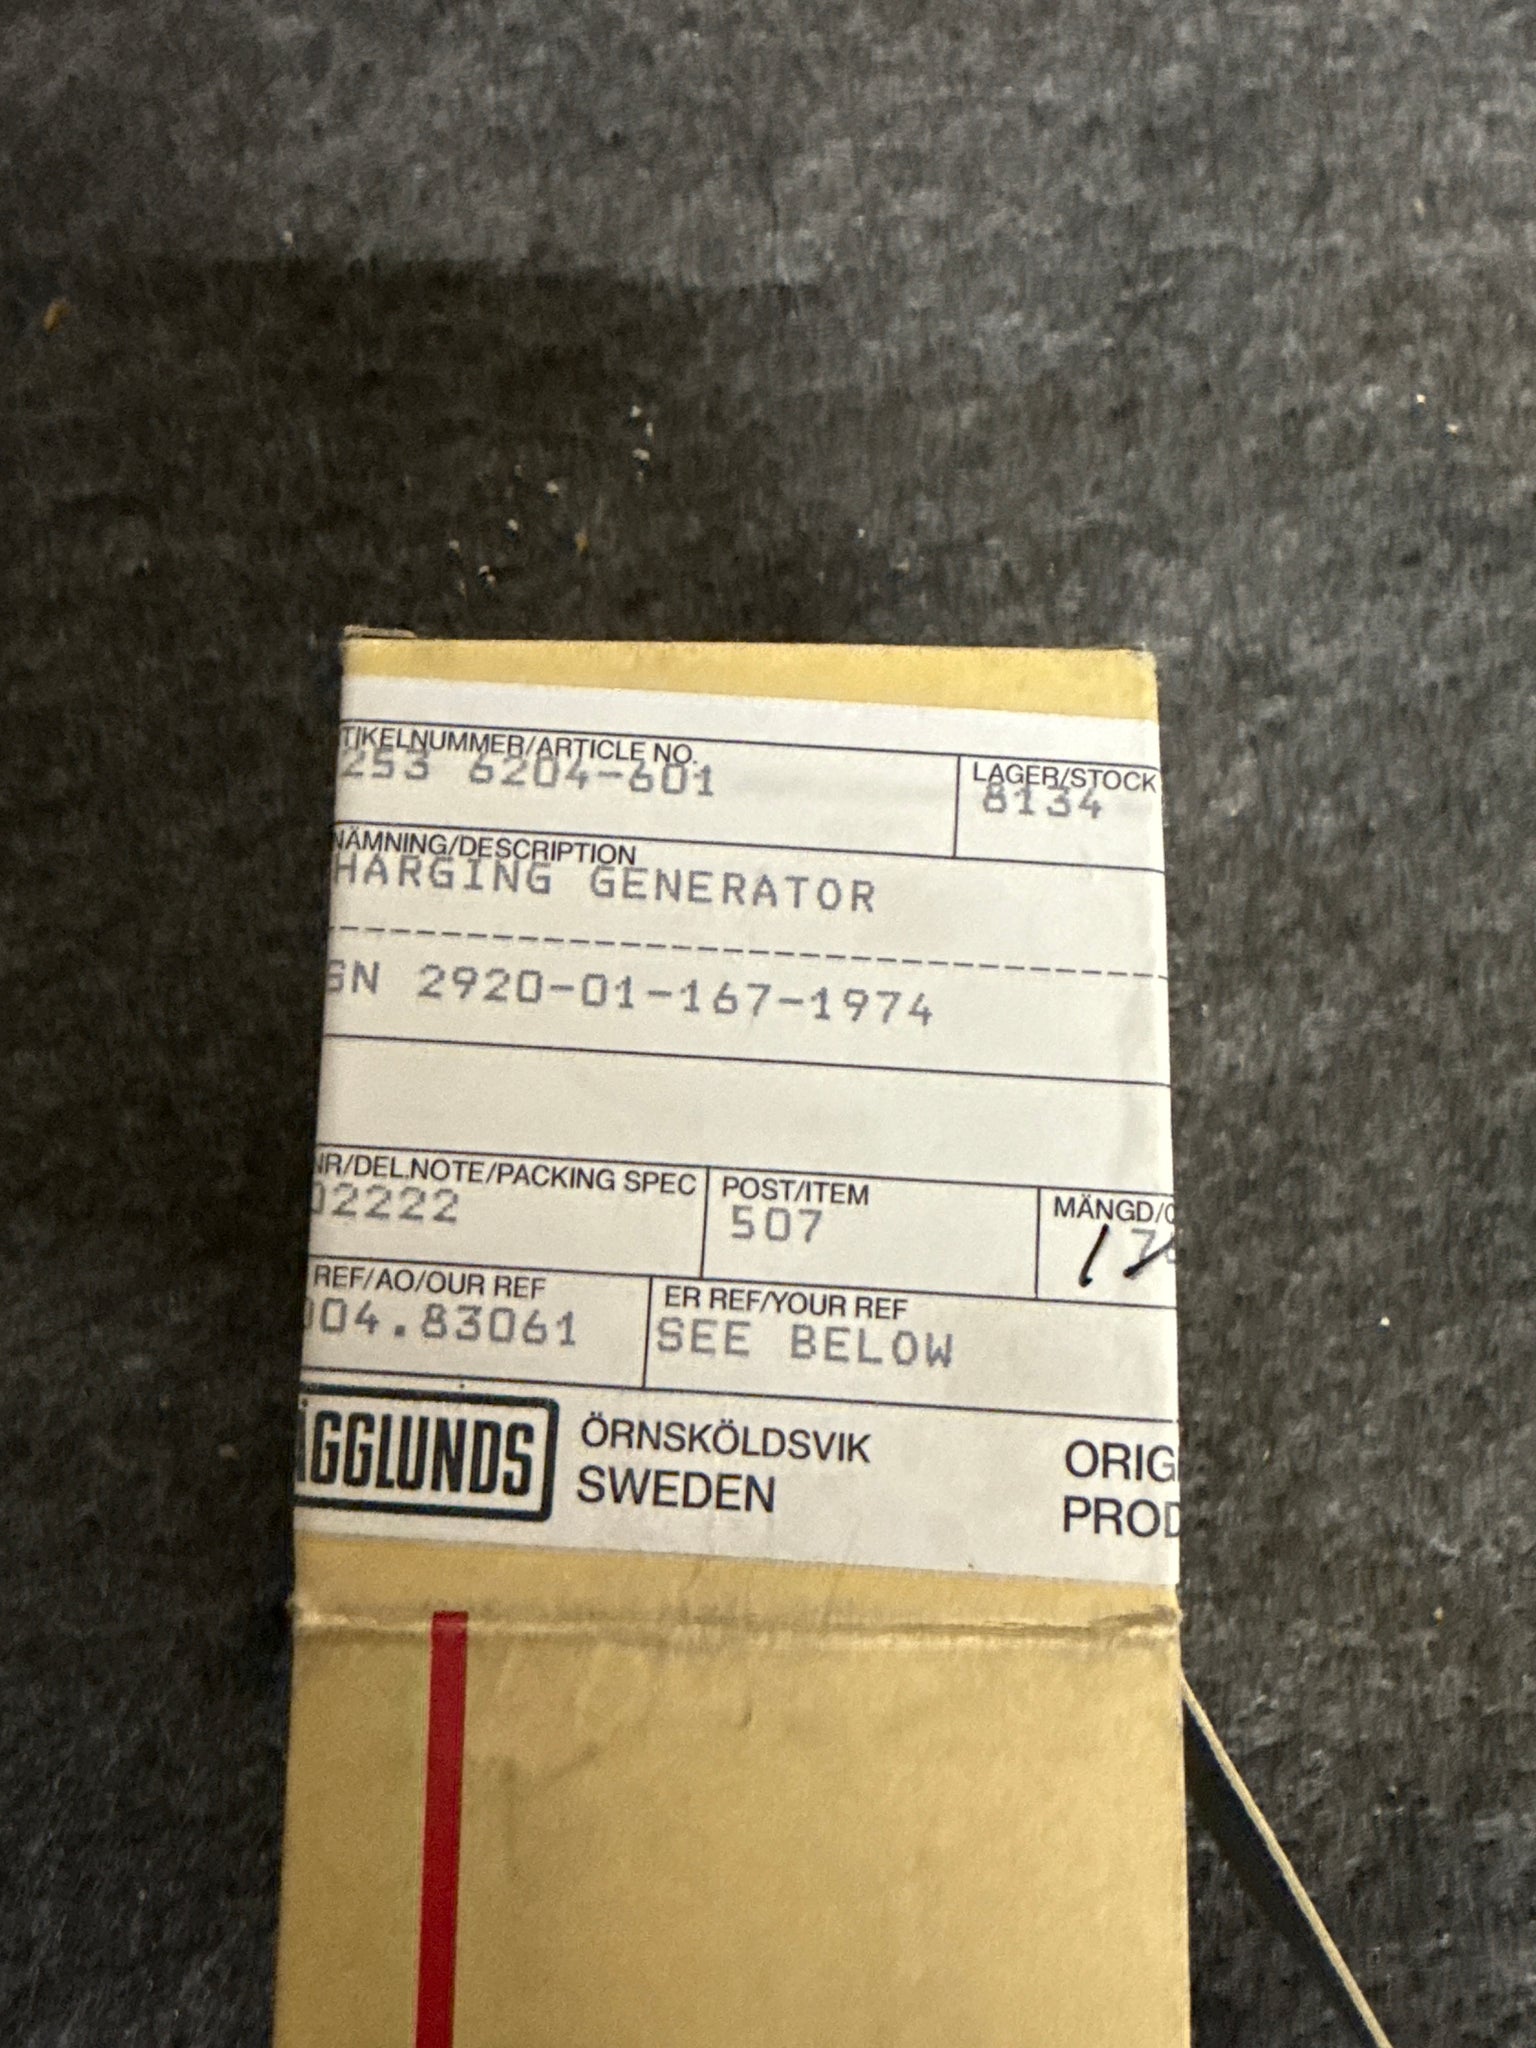 TIKELNUMMER/ARTICLE NO.
253 6204-601
LAGER/STOCK
8134
NÄMNING/DESCRIPTION
HARGING GENERATOR
SN 2920-01-167-1974
NR/DEL.NOTE/PACKING SPEC
02222
POST/ITEM
507
MÄNGD/
1
REF/AO/OUR REF
004.83061
ER REF/YOUR REF
SEE BELOW
ÄGGLUNDS
ÖRNSKÖLDSVIK
SWEDEN
ORIG
PROD